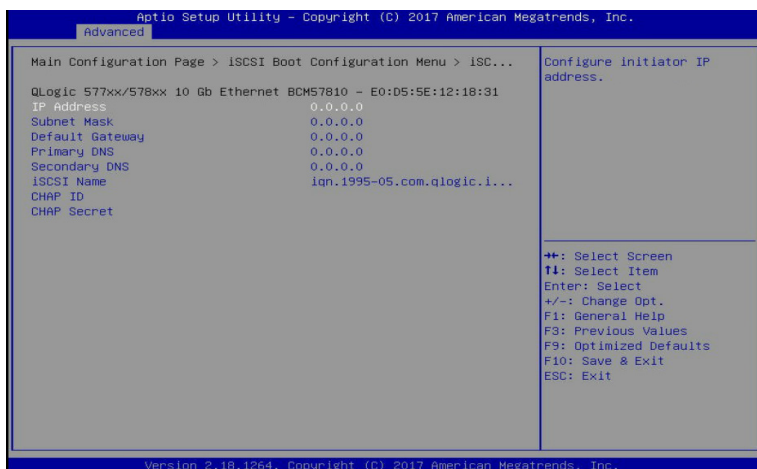 Aptio Setup Utility – Copyright (C) 2017 American Megatrends, Inc.
Advanced
Main Configuration Page > iSCSI Boot Configuration Menu > iSC...
QLogic 577xx/578xx 10 Gb Ethernet BCM57810 – E0:D5:5E:12:18:31
IP Address 0.0.0.0
Subnet Mask 0.0.0.0
Default Gateway 0.0.0.0
Primary DNS 0.0.0.0
Secondary DNS 0.0.0.0
iSCSI Name iqn.1995-05.com.qlogic.i...
CHAP ID
CHAP Secret
Configure initiator IP
address.
→←: Select Screen
↑↓: Select Item
Enter: Select
+/-: Change Opt.
F1: General Help
F3: Previous Values
F9: Optimized Defaults
F10: Save & Exit
ESC: Exit
Version 2.18.1264. Copyright (C) 2017 American Megatrends, Inc.